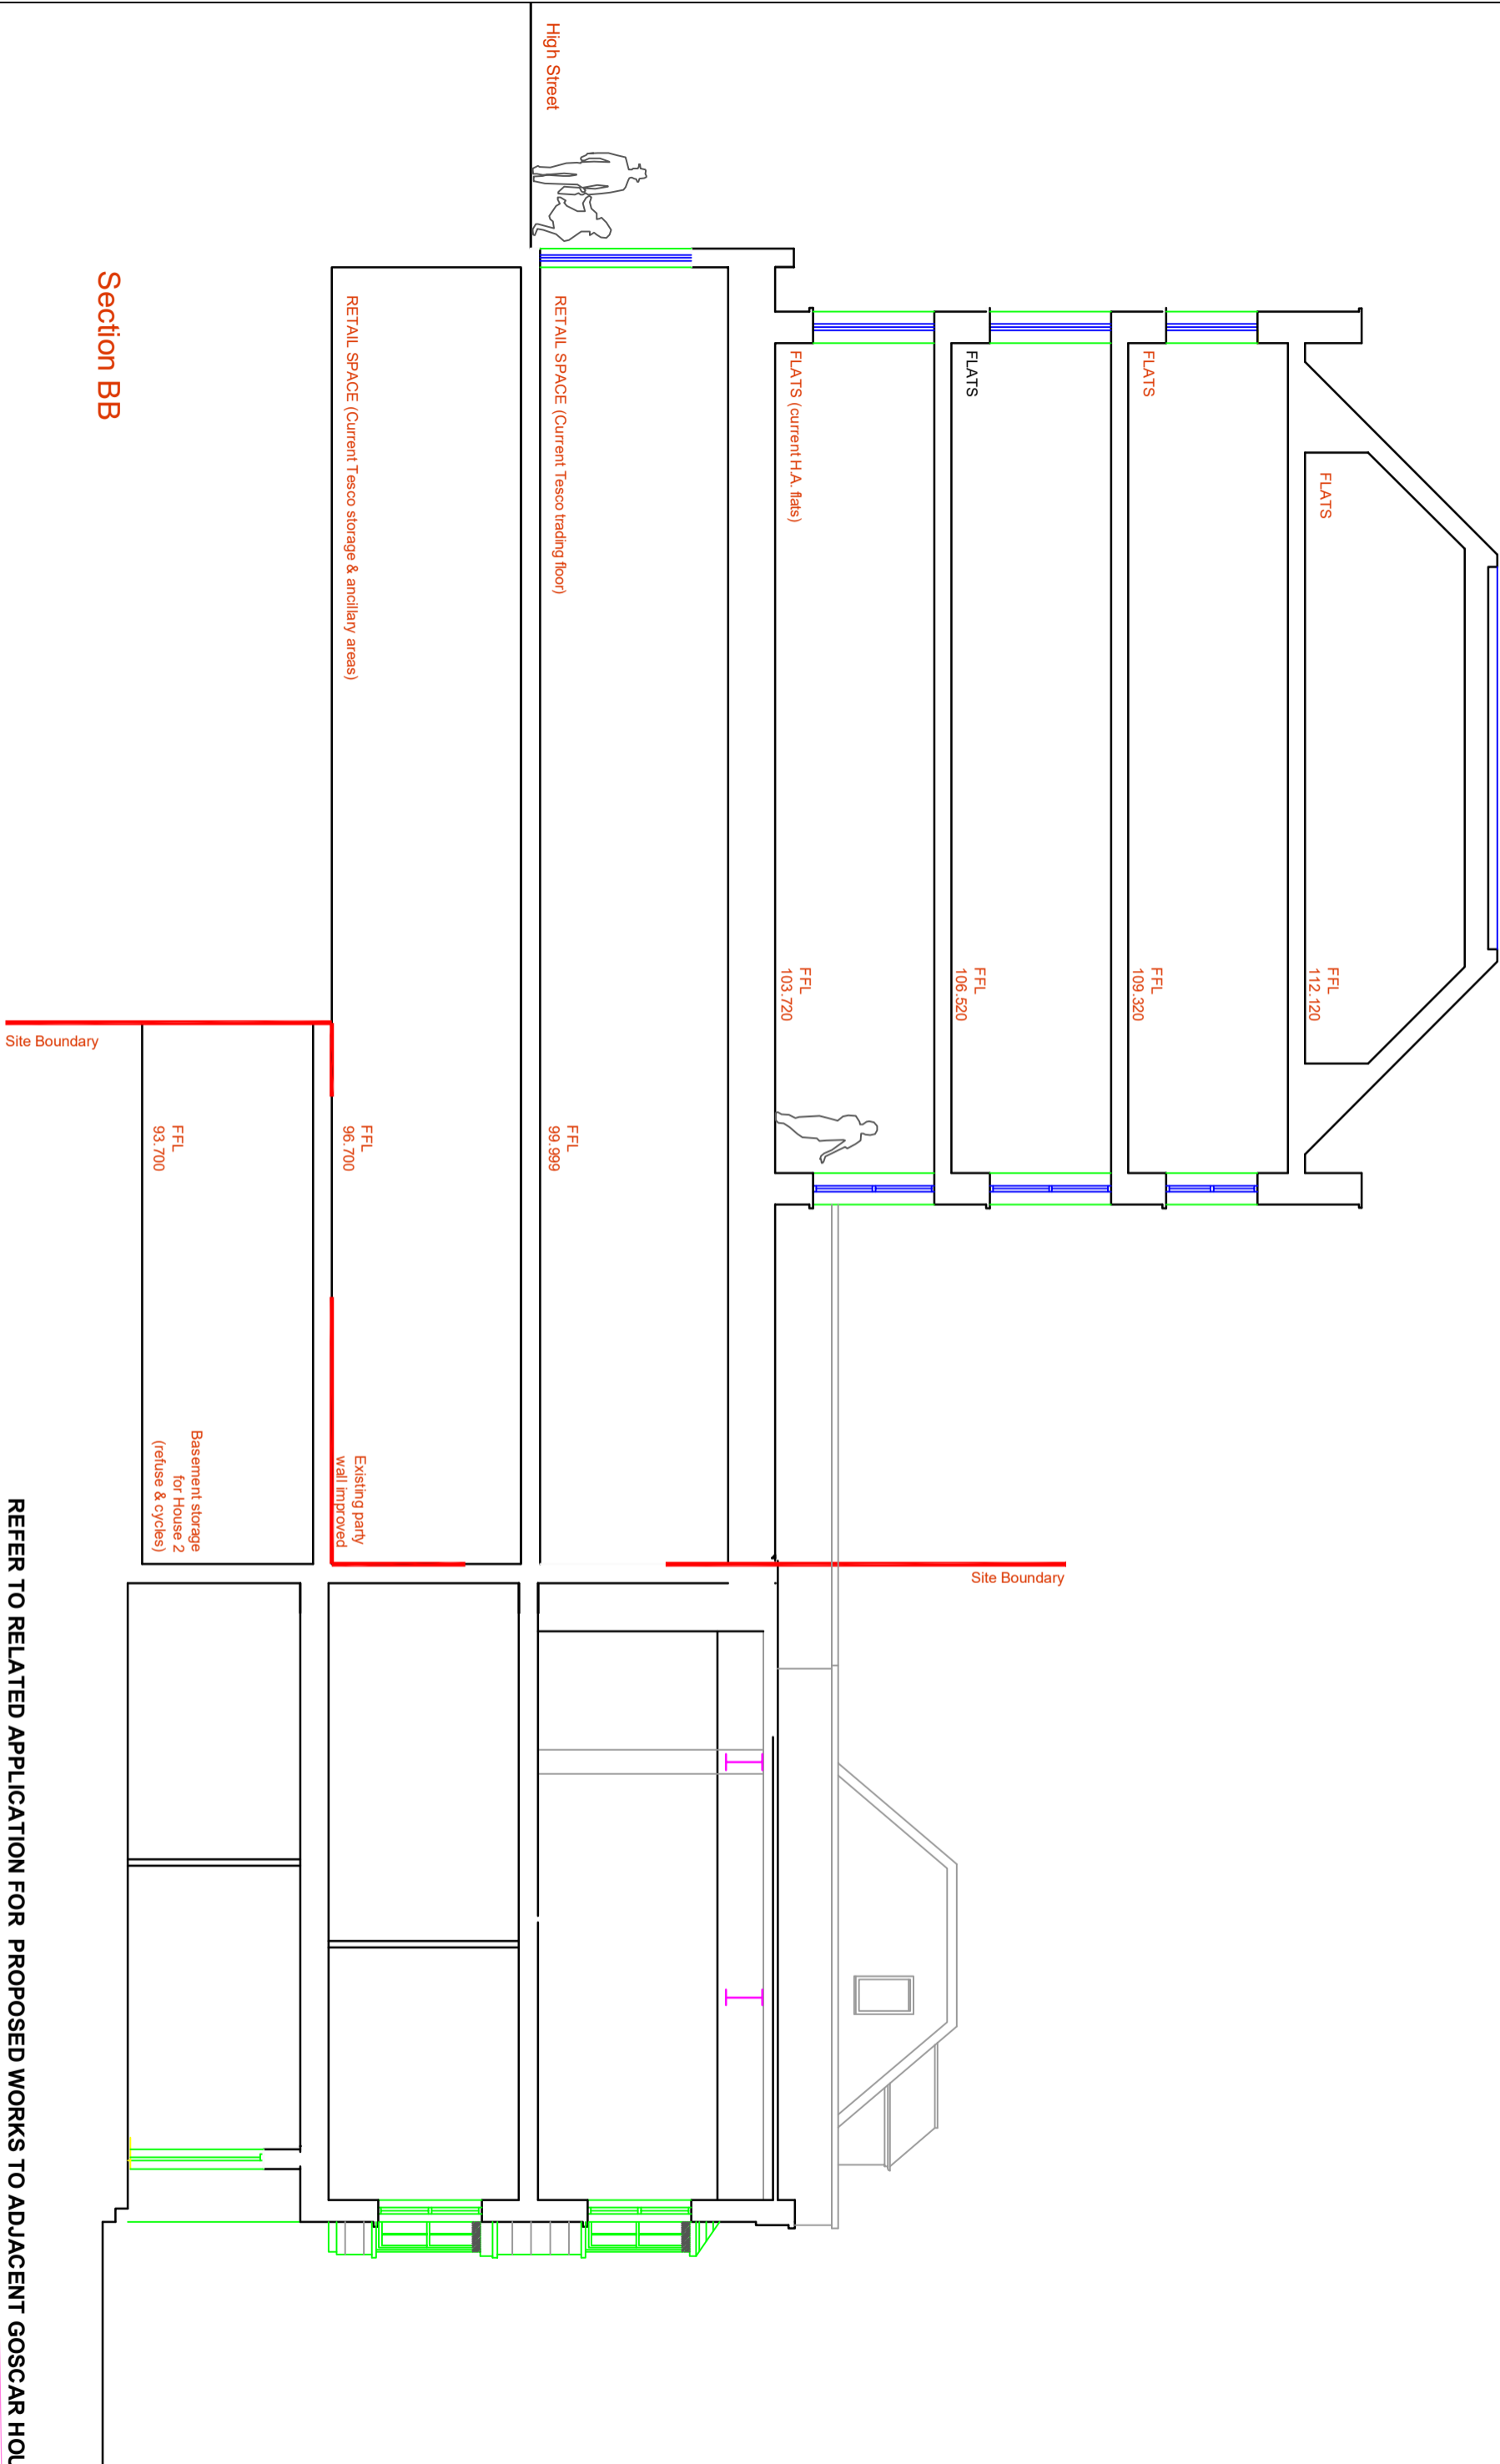 High Street
FLATS
FFL
112.120
FLATS
FFL
109.320
FLATS
FFL
106.520
FLATS (current H.A. flats)
FFL
103.720
Site Boundary
RETAIL SPACE (Current Tesco trading floor)
FFL
99.999
RETAIL SPACE (Current Tesco storage & ancillary areas)
FFL
96.700
Existing party
wall improved
Site Boundary
FFL
93.700
Basement storage
for House 2
(refuse & cycles)
Section BB
REFER TO RELATED APPLICATION FOR PROPOSED WORKS TO ADJACENT GOSCAR